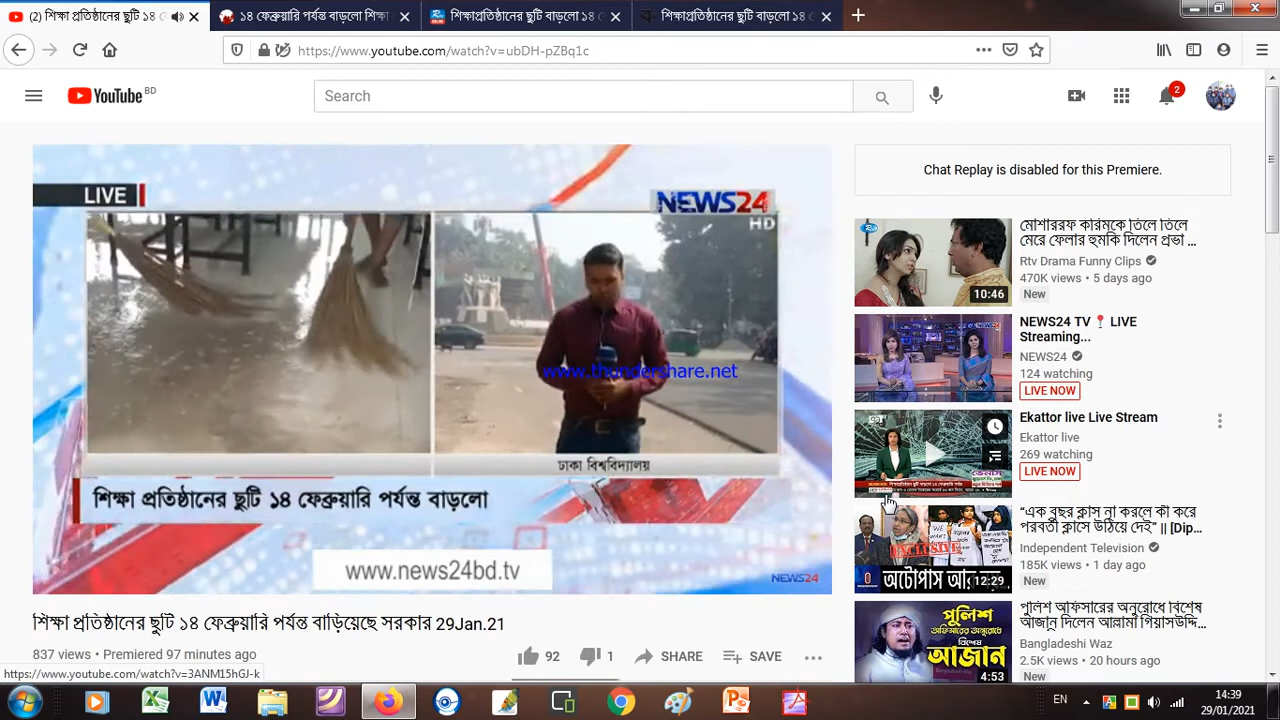 (2) শিক্ষা প্রতিষ্ঠানের ছুটি ১৪ ফে
১৪ ফেব্রুয়ারি পর্যন্ত বাড়লো শিক্ষা
শিক্ষাপ্রতিষ্ঠানের ছুটি বাড়লো ১৪ ফে
শিক্ষাপ্রতিষ্ঠানের ছুটি বাড়লো ১৪ ফে
https://www.youtube.com/watch?v=ubDH-pZBq1c
YouTube BD
Search
2
LIVE
NEWS24
HD
www.thundershare.net
ঢাকা বিশ্ববিদ্যালয়
শিক্ষা প্রতিষ্ঠানের ছুটি ১৪ ফেব্রুয়ারি পর্যন্ত বাড়লো
www.news24bd.tv
NEWS24
শিক্ষা প্রতিষ্ঠানের ছুটি ১৪ ফেব্রুয়ারি পর্যন্ত বাড়িয়েছে সরকার 29Jan.21
837 views • Premiered 97 minutes ago
92
1
SHARE
SAVE
https://www.youtube.com/watch?v=3ANM15hGJ-k
Chat Replay is disabled for this Premiere.
10:46
মোশাররফ করিমকে তিলে তিলে
মেরে ফেলার হুমকি দিলেন প্রভা ...
Rtv Drama Funny Clips
470K views • 5 days ago
New
NEWS24 TV 📍 LIVE
Streaming...
NEWS24
124 watching
LIVE NOW
Ekattor live Live Stream
Ekattor live
269 watching
LIVE NOW
EXCLUSIVE
অটোপাস আর
12:29
“এক বছর ক্লাস না করলে কী করে
পরবর্তী ক্লাসে উঠিয়ে দেই” || [Dip...
Independent Television
185K views • 1 day ago
New
পুলিশ
অফিসারের অনুরোধে
বিশেষ
আজান
4:53
পুলিশ অফিসারের অনুরোধে বিশেষ
আজান দিলেন আল্লামা গিয়াসউদ্দি...
Bangladeshi Waz
2.5K views • 20 hours ago
New
EN
14:39
29/01/2021